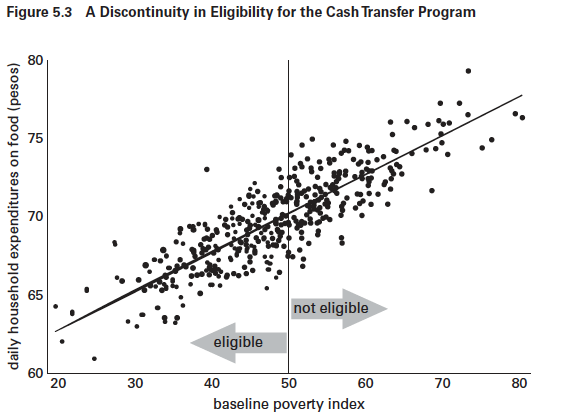 Figure 5.3 A Discontinuity in Eligibility for the Cash Transfer Program
daily household expenditures on food (pesos)
80
75
70
65
60
not eligible
eligible
20 30 40 50 60 70 80
baseline poverty index